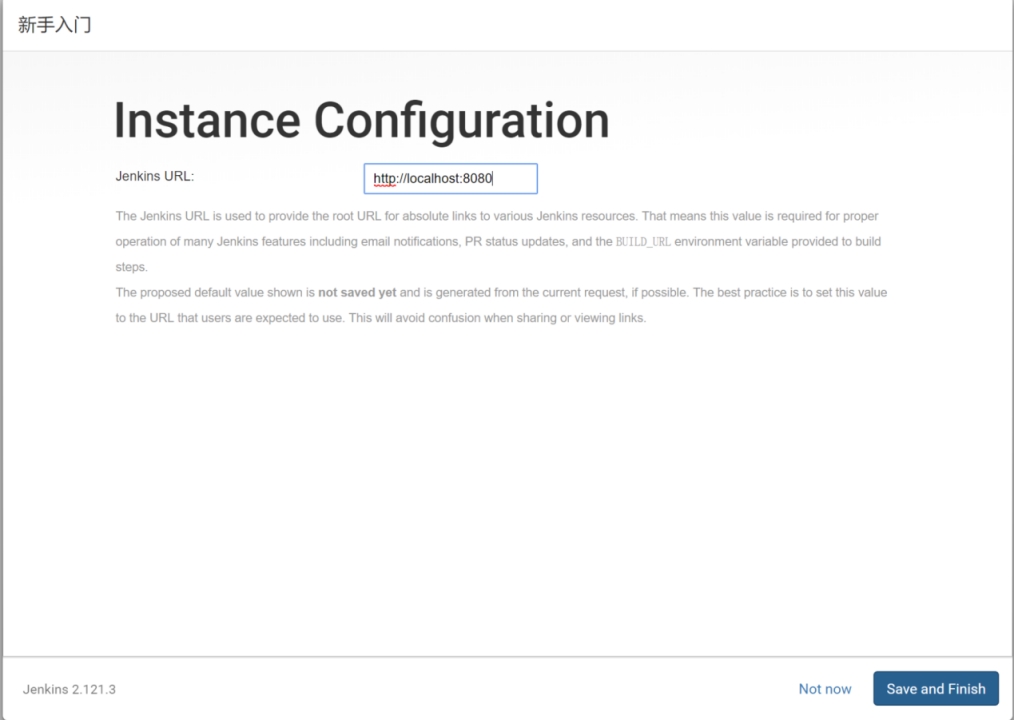 新手入门
Instance Configuration
Jenkins URL:
http://localhost:8080
The Jenkins URL is used to provide the root URL for absolute links to various Jenkins resources. That means this value is required for proper
operation of many Jenkins features including email notifications, PR status updates, and the BUILD_URL environment variable provided to build
steps.
The proposed default value shown is not saved yet and is generated from the current request, if possible. The best practice is to set this value
to the URL that users are expected to use. This will avoid confusion when sharing or viewing links.
Jenkins 2.121.3
Not now
Save and Finish